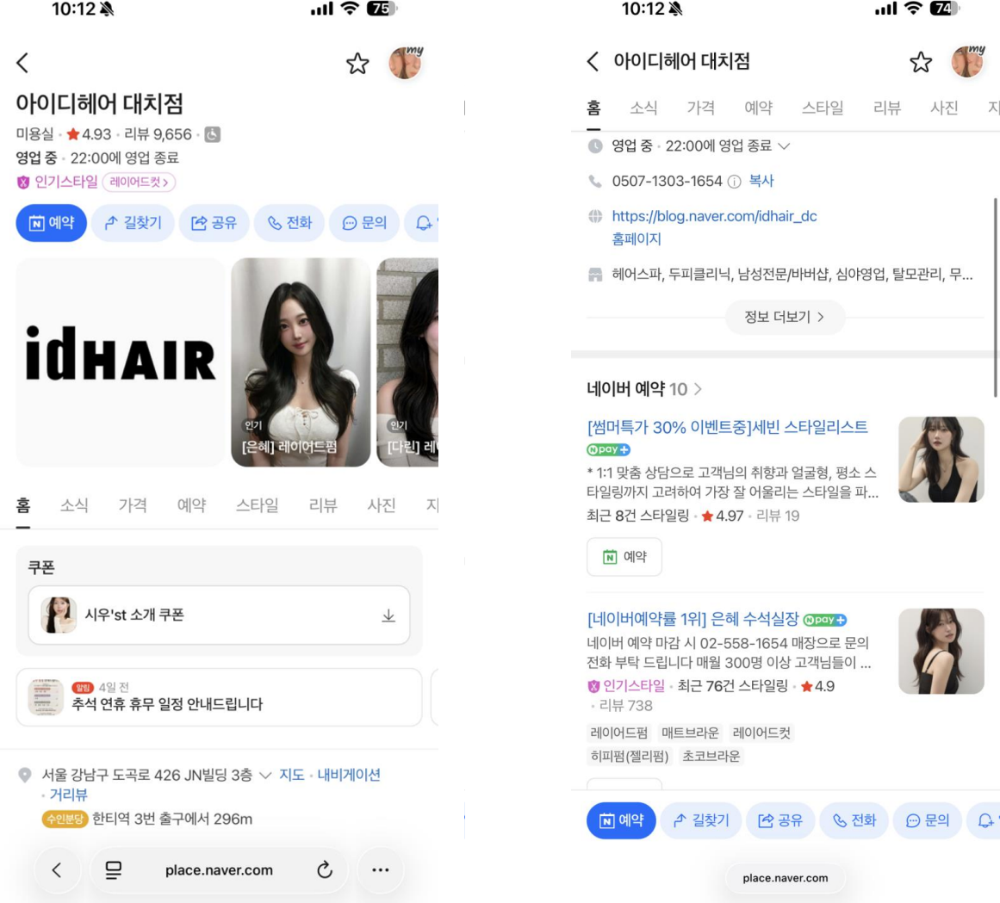 10:12
75
my
아이디헤어 대치점
미용실 · 4.93 · 리뷰 9,656 ·
영업 중 · 22:00에 영업 종료
인기스타일 레이어드컷 >
N 예약 길찾기 공유 전화 문의
idHAIR
인기
[은혜] 레이어드펌
인기
[다린] 레이
홈 소식 가격 예약 스타일 리뷰 사진
쿠폰
시우'st 소개 쿠폰
알림 4일 전
추석 연휴 휴무 일정 안내드립니다
서울 강남구 도곡로 426 JN빌딩 3층 지도 · 내비게이션
· 거리뷰
수인분당 한티역 3번 출구에서 296m
place.naver.com
10:12
74
my
아이디헤어 대치점
홈 소식 가격 예약 스타일 리뷰 사진
영업 중 · 22:00에 영업 종료
0507-1303-1654 복사
https://blog.naver.com/idhair_dc
홈페이지
헤어스파, 두피클리닉, 남성전문/바버샵, 심야영업, 탈모관리, 무...
정보 더보기 >
네이버 예약 10 >
[썸머특가 30% 이벤트중]세빈 스타일리스트
N pay +
* 1:1 맞춤 상담으로 고객님의 취향과 얼굴형, 평소 스
타일링까지 고려하여 가장 잘 어울리는 스타일을 파...
최근 8건 스타일링 · 4.97 · 리뷰 19
N 예약
[네이버예약률 1위] 은혜 수석실장 N pay +
네이버 예약 마감 시 02-558-1654 매장으로 문의
전화 부탁 드립니다 매월 300명 이상 고객님들이 ...
인기스타일 · 최근 76건 스타일링 · 4.9
· 리뷰 738
레이어드펌 매트브라운 레이어드컷
히피펌(젤리펌) 초코브라운
N 예약 길찾기 공유 전화 문의
place.naver.com